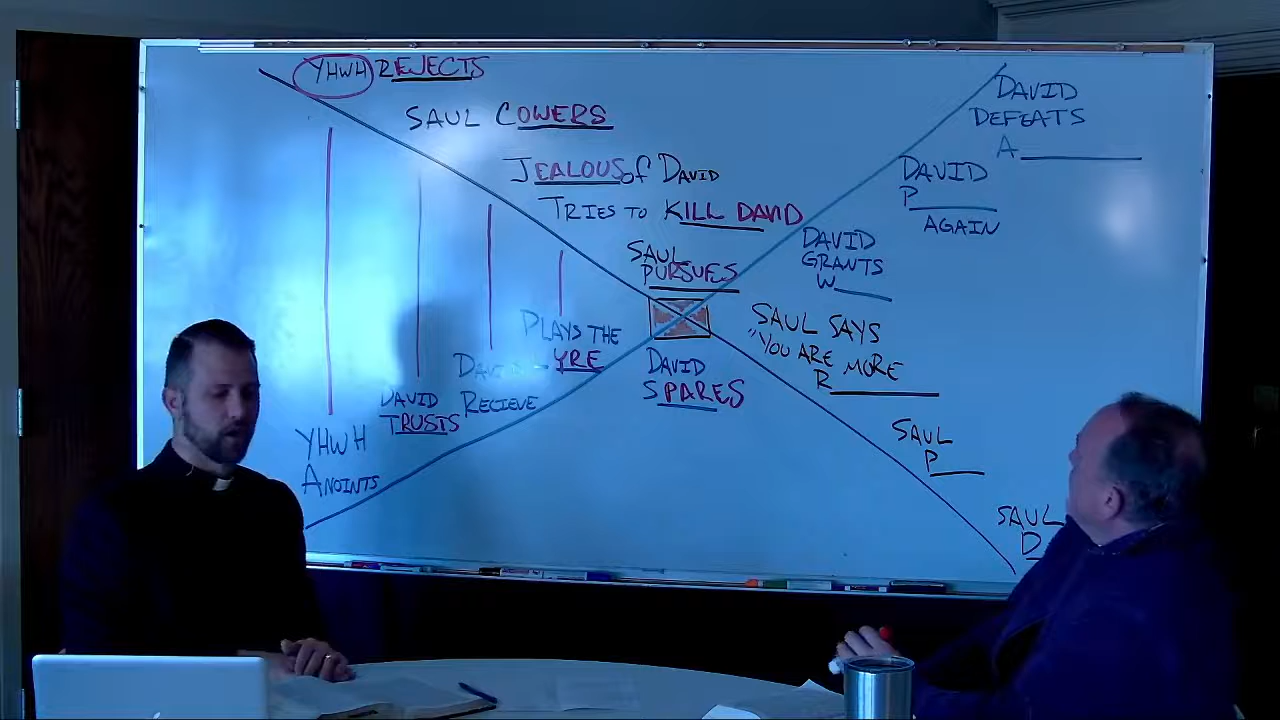 YHWH REJECTS
SAUL COWERS
JEALOUS of DAVID
TRIES TO KILL DAVID
SAUL
PURSUES
DAVID
DEFEATS
A
DAVID
P
AGAIN
DAVID
GRANTS
W
SAUL SAYS
"YOU ARE MORE
R
SAUL
P
SAUL
D
PLAYS THE
LYRE
DAVID
SPARES
DAVID
TRUSTS
RECIEVE
YHWH
ANOINTS